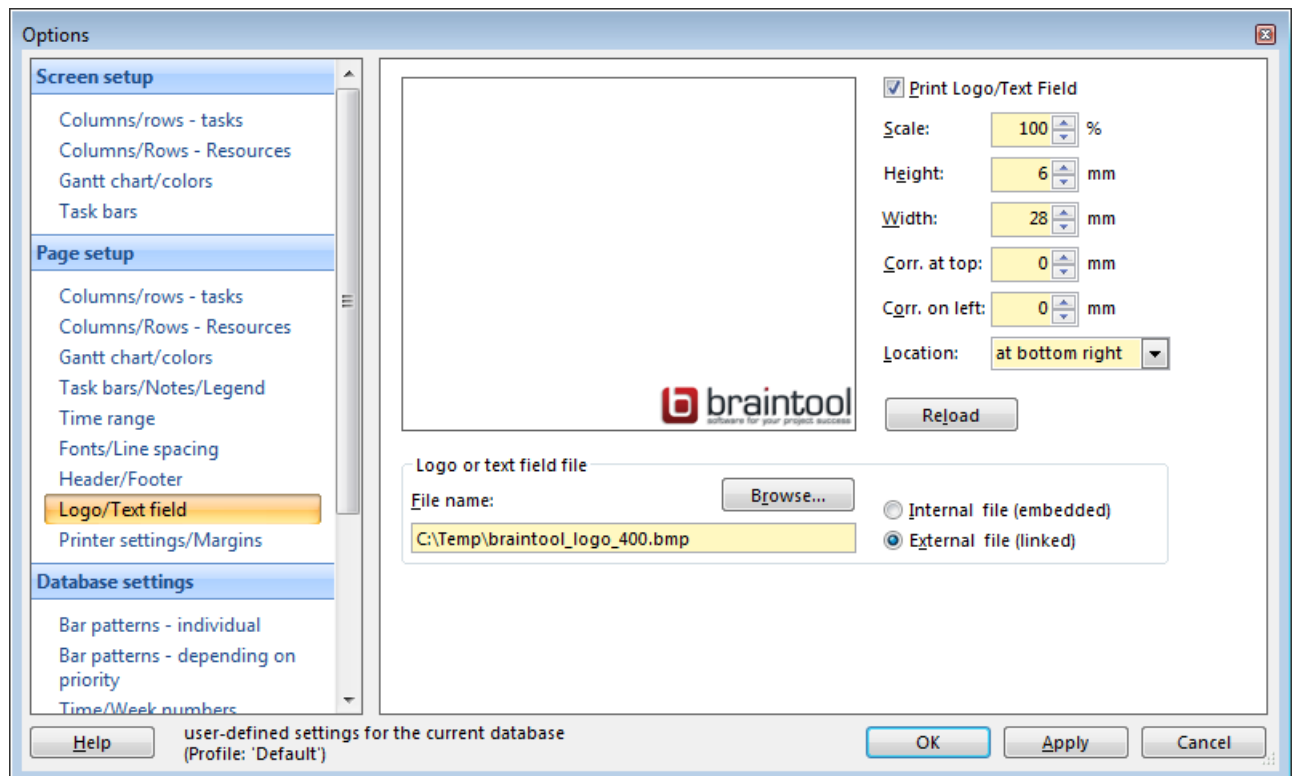 Options
Screen setup
Columns/rows - tasks
Columns/Rows - Resources
Gantt chart/colors
Task bars
Page setup
Columns/rows - tasks
Columns/Rows - Resources
Gantt chart/colors
Task bars/Notes/Legend
Time range
Fonts/Line spacing
Header/Footer
Logo/Text field
Printer settings/Margins
Database settings
Bar patterns - individual
Bar patterns - depending on
priority
Time/Week numbers
braintool
software for your project success
Print Logo/Text Field
Scale: 100 %
Height: 6 mm
Width: 28 mm
Corr. at top: 0 mm
Corr. on left: 0 mm
Location: at bottom right
Reload
Logo or text field file
File name:
Browse...
C:\Temp\braintool_logo_400.bmp
Internal file (embedded)
External file (linked)
Help
user-defined settings for the current database
(Profile: 'Default')
OK
Apply
Cancel